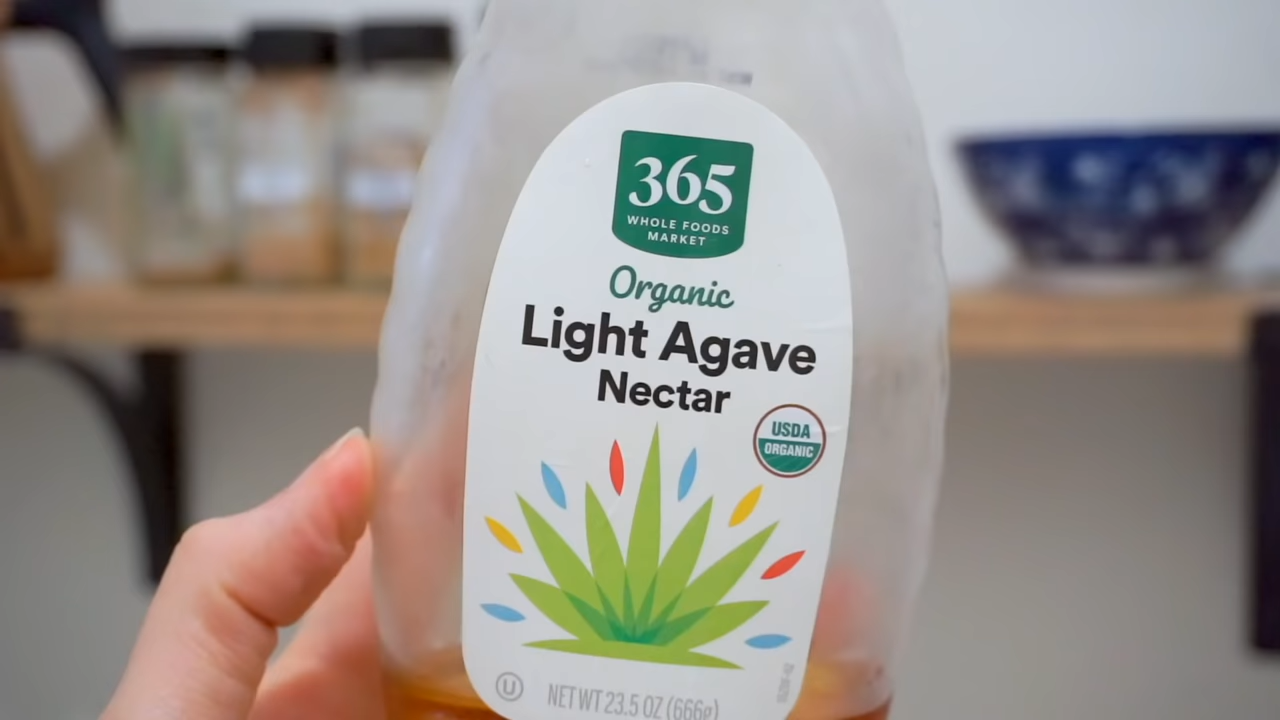 365
WHOLE FOODS
MARKET
Organic
Light Agave
Nectar
USDA
ORGANIC
U
NET WT 23.5 OZ (666g)